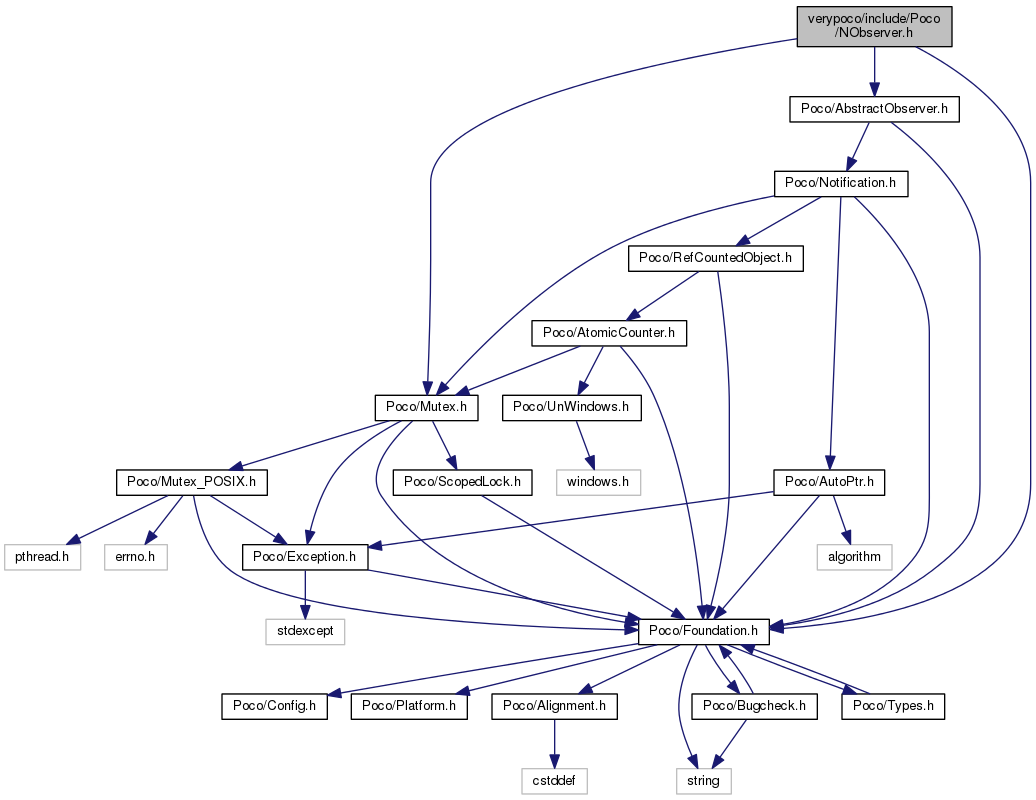 verypoco/include/Poco
/NObserver.h
Poco/AbstractObserver.h
Poco/Notification.h
Poco/RefCountedObject.h
Poco/AtomicCounter.h
Poco/Mutex.h
Poco/UnWindows.h
Poco/Mutex_POSIX.h
Poco/ScopedLock.h
windows.h
Poco/AutoPtr.h
pthread.h
errno.h
Poco/Exception.h
algorithm
stdexcept
Poco/Foundation.h
Poco/Config.h
Poco/Platform.h
Poco/Alignment.h
Poco/Bugcheck.h
Poco/Types.h
cstddef
string